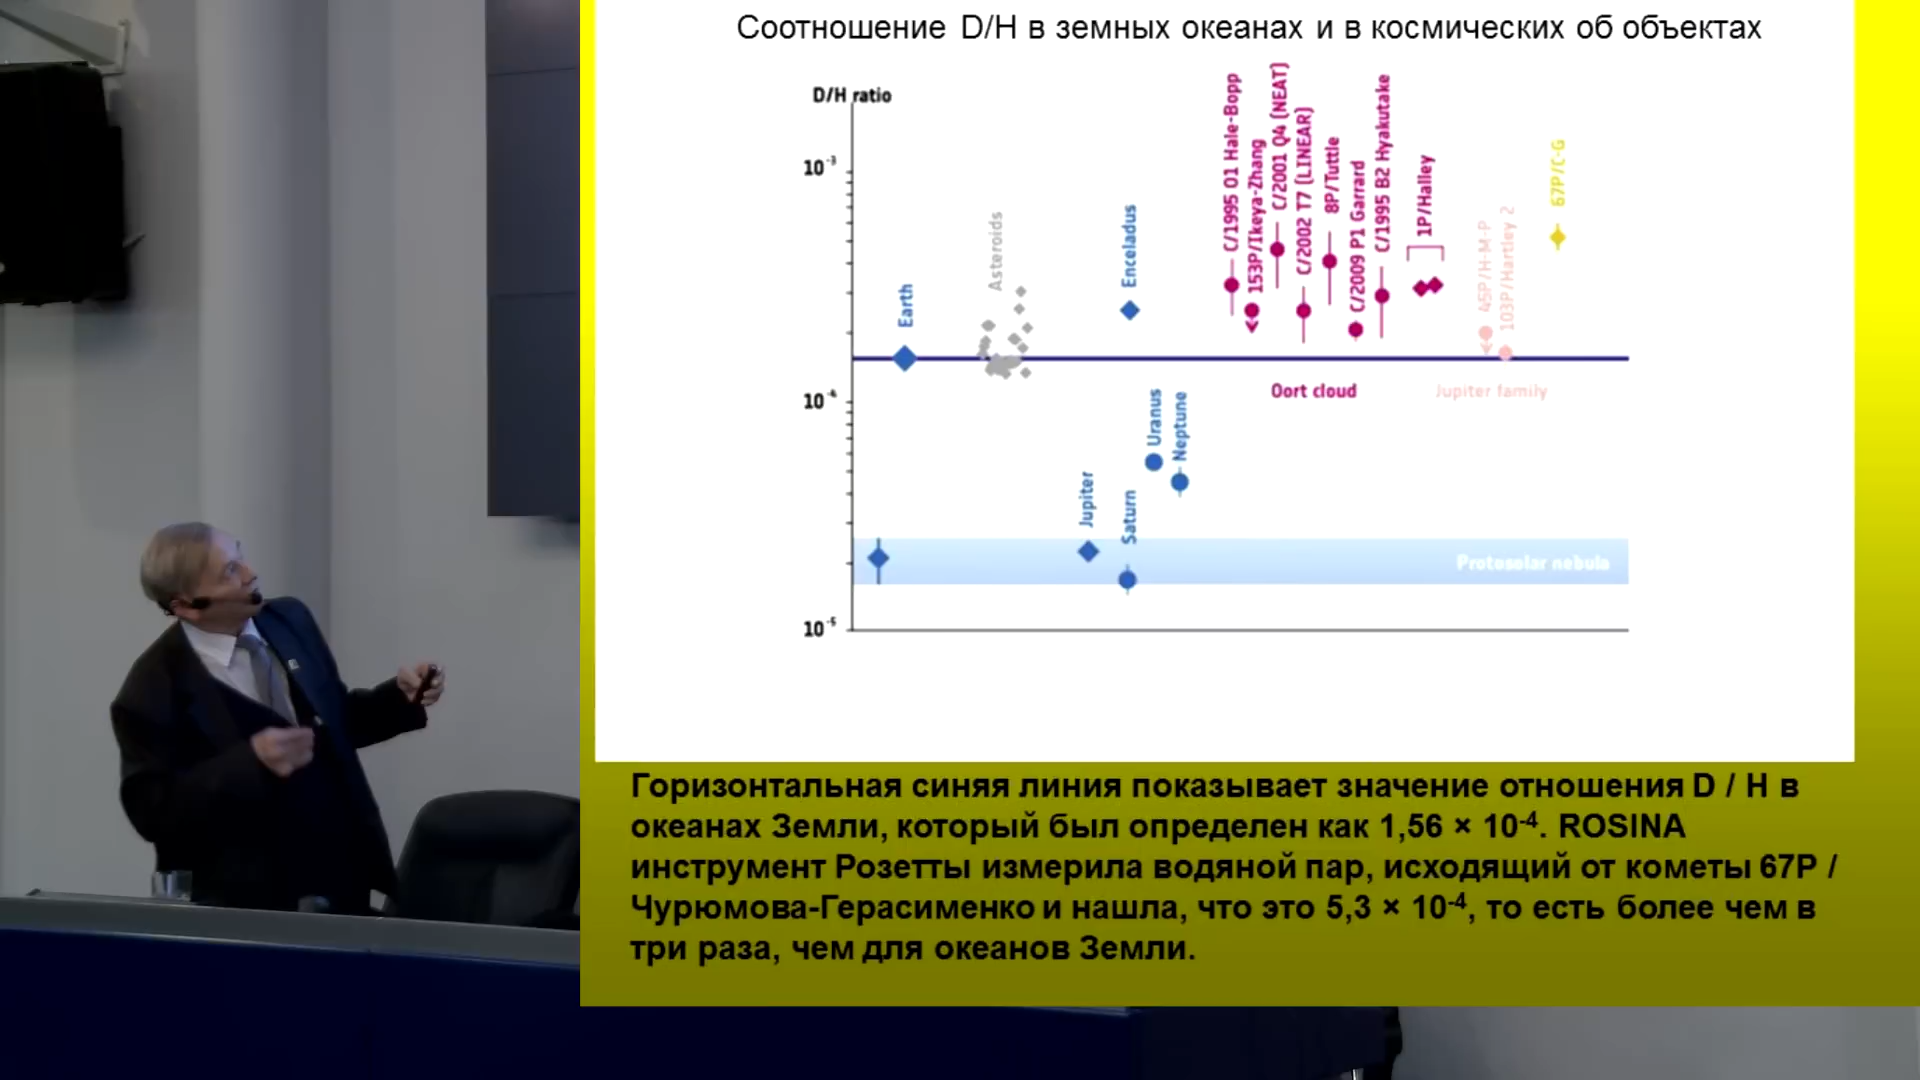 Соотношение D/H в земных океанах и в космических об объектах
D/H ratio
10-3
10-4
10-5
Earth
Asteroids
Enceladus
C/1995 O1 Hale-Bopp
153P/Ikeya-Zhang
C/2001 Q4 (NEAT)
C/2002 T7 (LINEAR)
8P/Tuttle
C/2009 P1 Garrard
C/1995 B2 Hyakutake
1P/Halley
45P/H-M-P
103P/Hartley 2
67P/C-G
Oort cloud
Jupiter family
Uranus
Neptune
Jupiter
Saturn
Protosolar nebula
Горизонтальная синяя линия показывает значение отношения D / H в
океанах Земли, который был определен как 1,56 × 10-4. ROSINA
инструмент Розетты измерила водяной пар, исходящий от кометы 67P /
Чурюмова-Герасименко и нашла, что это 5,3 × 10-4, то есть более чем в
три раза, чем для океанов Земли.